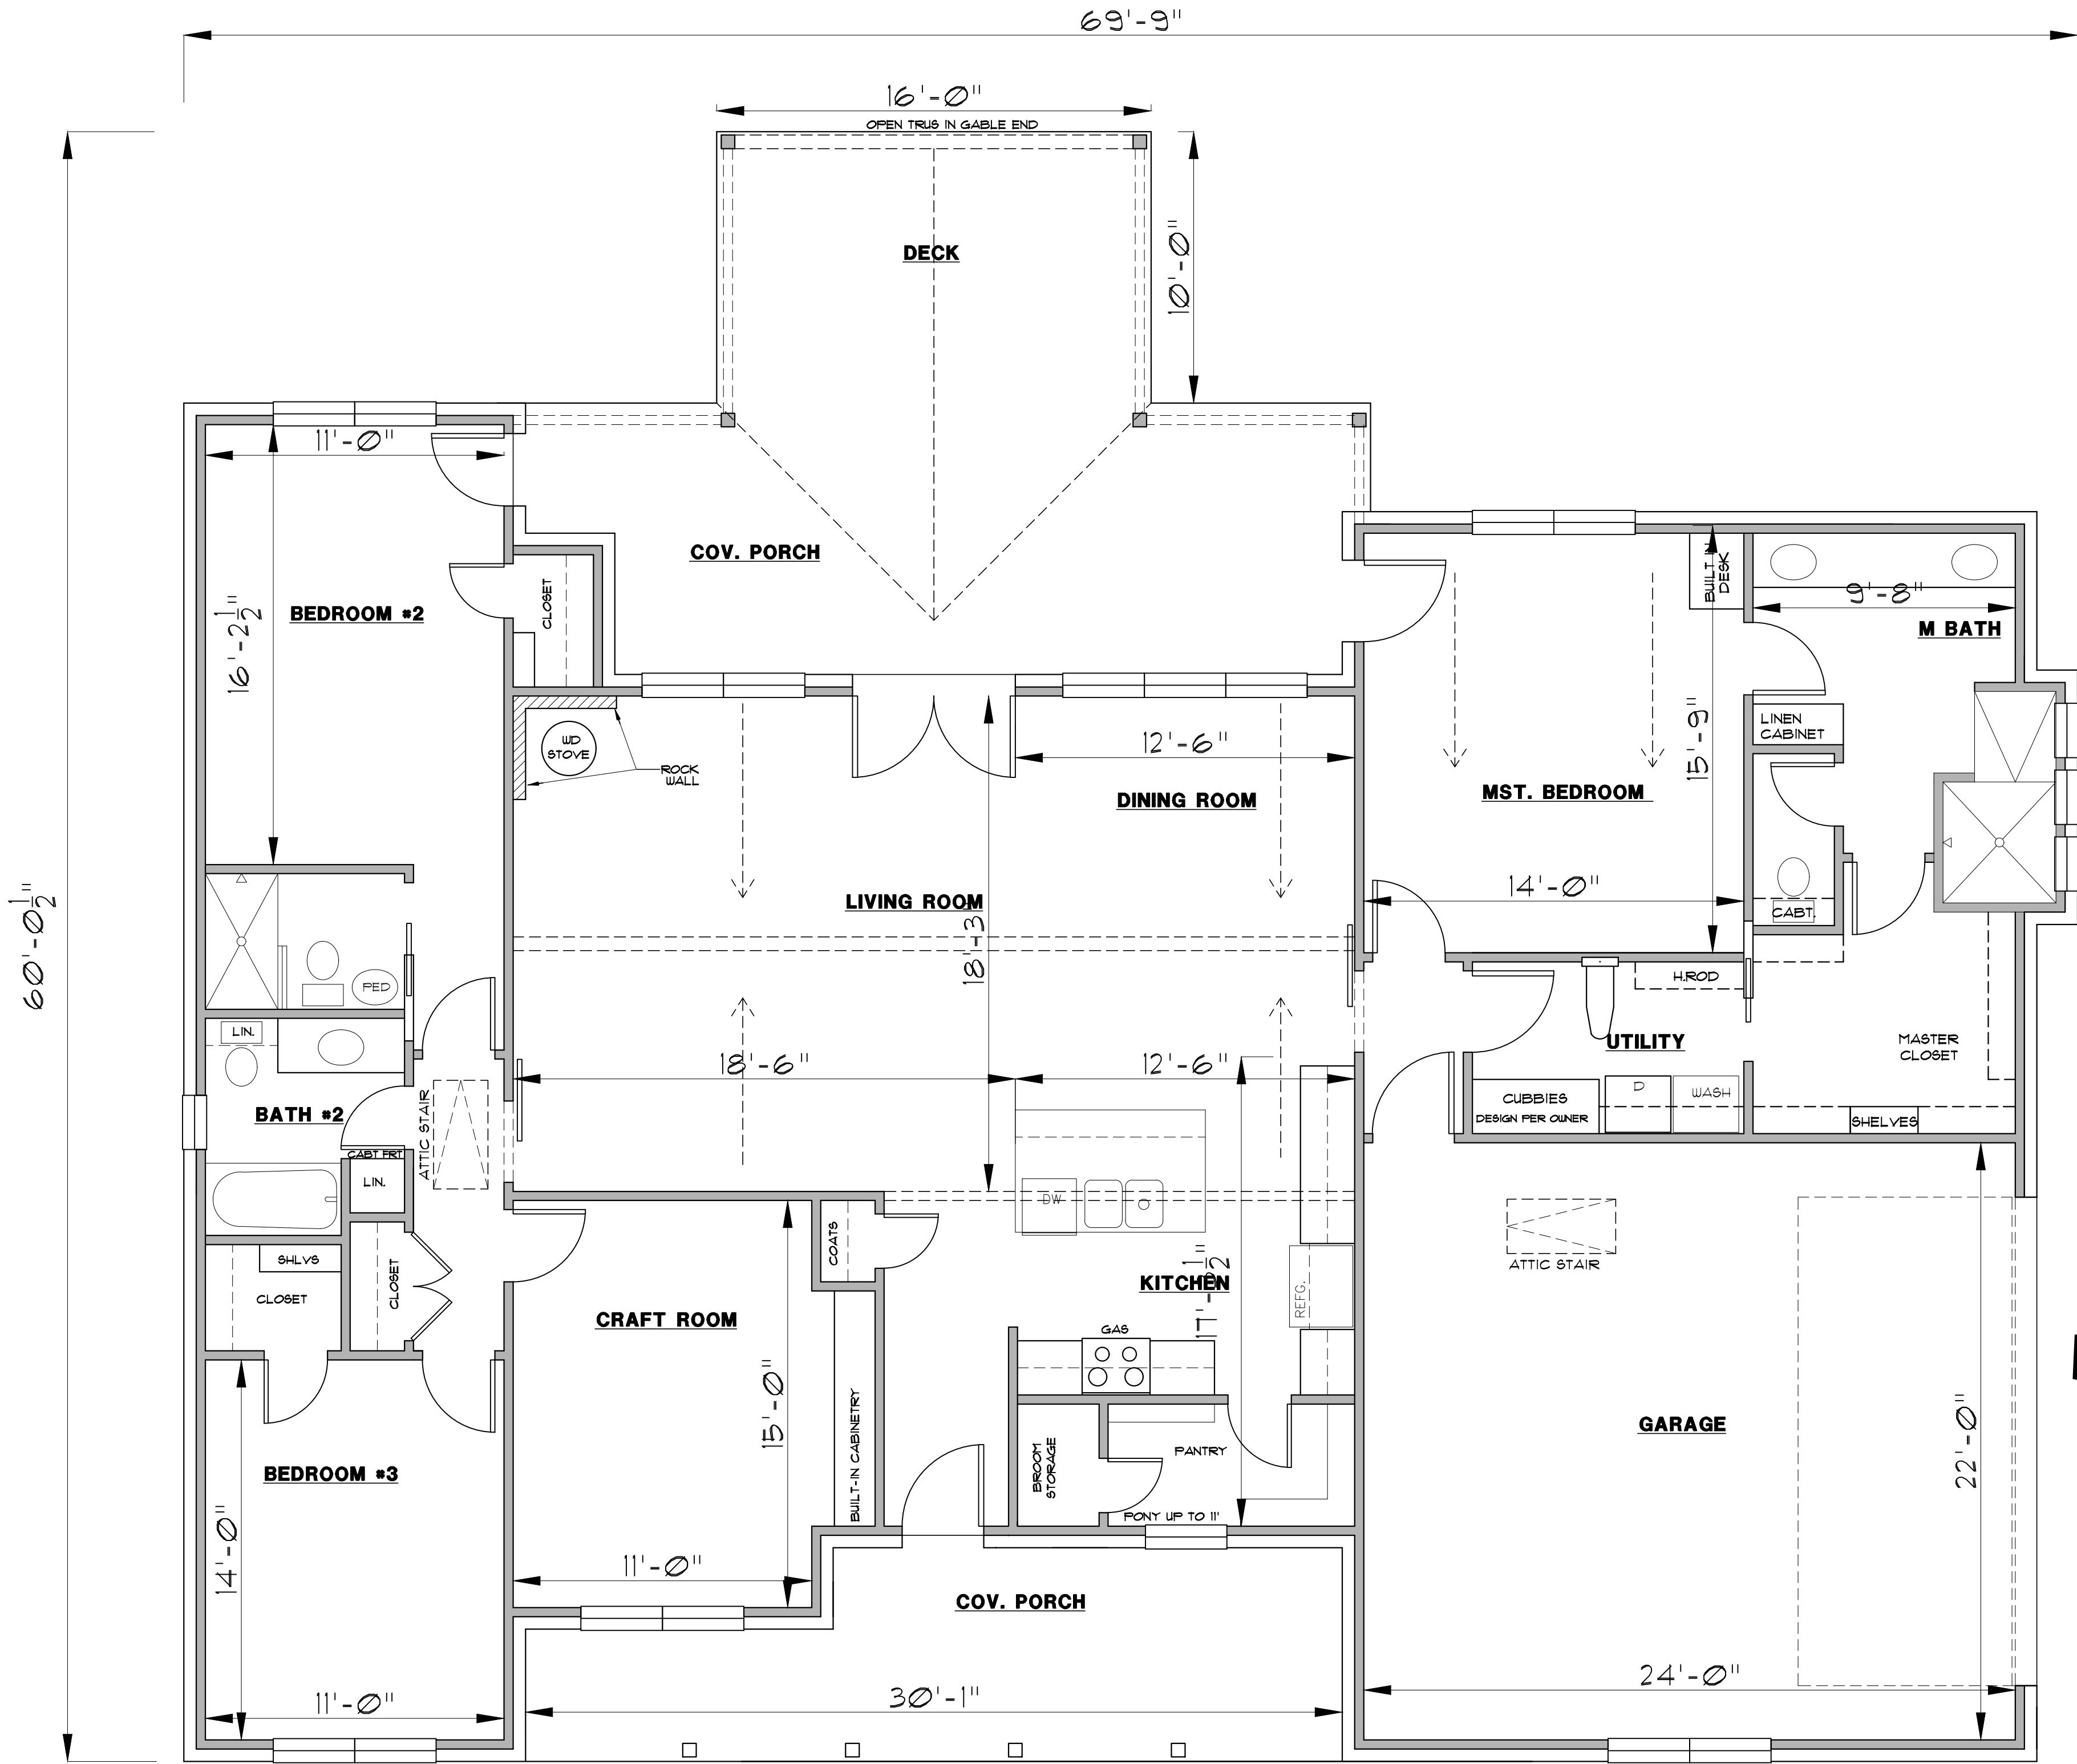 69'-9"
16'-0"
OPEN TRUS IN GABLE END
10'-0"
DECK
11'-0"
COV. PORCH
CLOSET
BUILT IN
DESK
9'-8"
M BATH
BEDROOM #2
16'-2 1/2"
WD
STOVE
ROCK
WALL
12'-6"
DINING ROOM
15'-9"
LINEN
CABINET
MST. BEDROOM
LIVING ROOM
18'-3"
14'-0"
CABT.
60'-0 1/2"
PED
H.ROD
LIN.
UTILITY
MASTER
CLOSET
18'-6"
12'-6"
BATH #2
ATTIC STAIR
CUBBIES
DESIGN PER OWNER
D
WASH
SHELVES
CABT FRT
LIN.
DW
COATS
SHLVS
CLOSET
CLOSET
KITCHEN
REFG.
ATTIC STAIR
CRAFT ROOM
GAS
15'-0"
BUILT-IN CABINETRY
BROOM
STORAGE
PANTRY
GARAGE
22'-0"
BEDROOM #3
PONY UP TO 11'
14'-0"
11'-0"
COV. PORCH
11'-0"
30'-1"
24'-0"